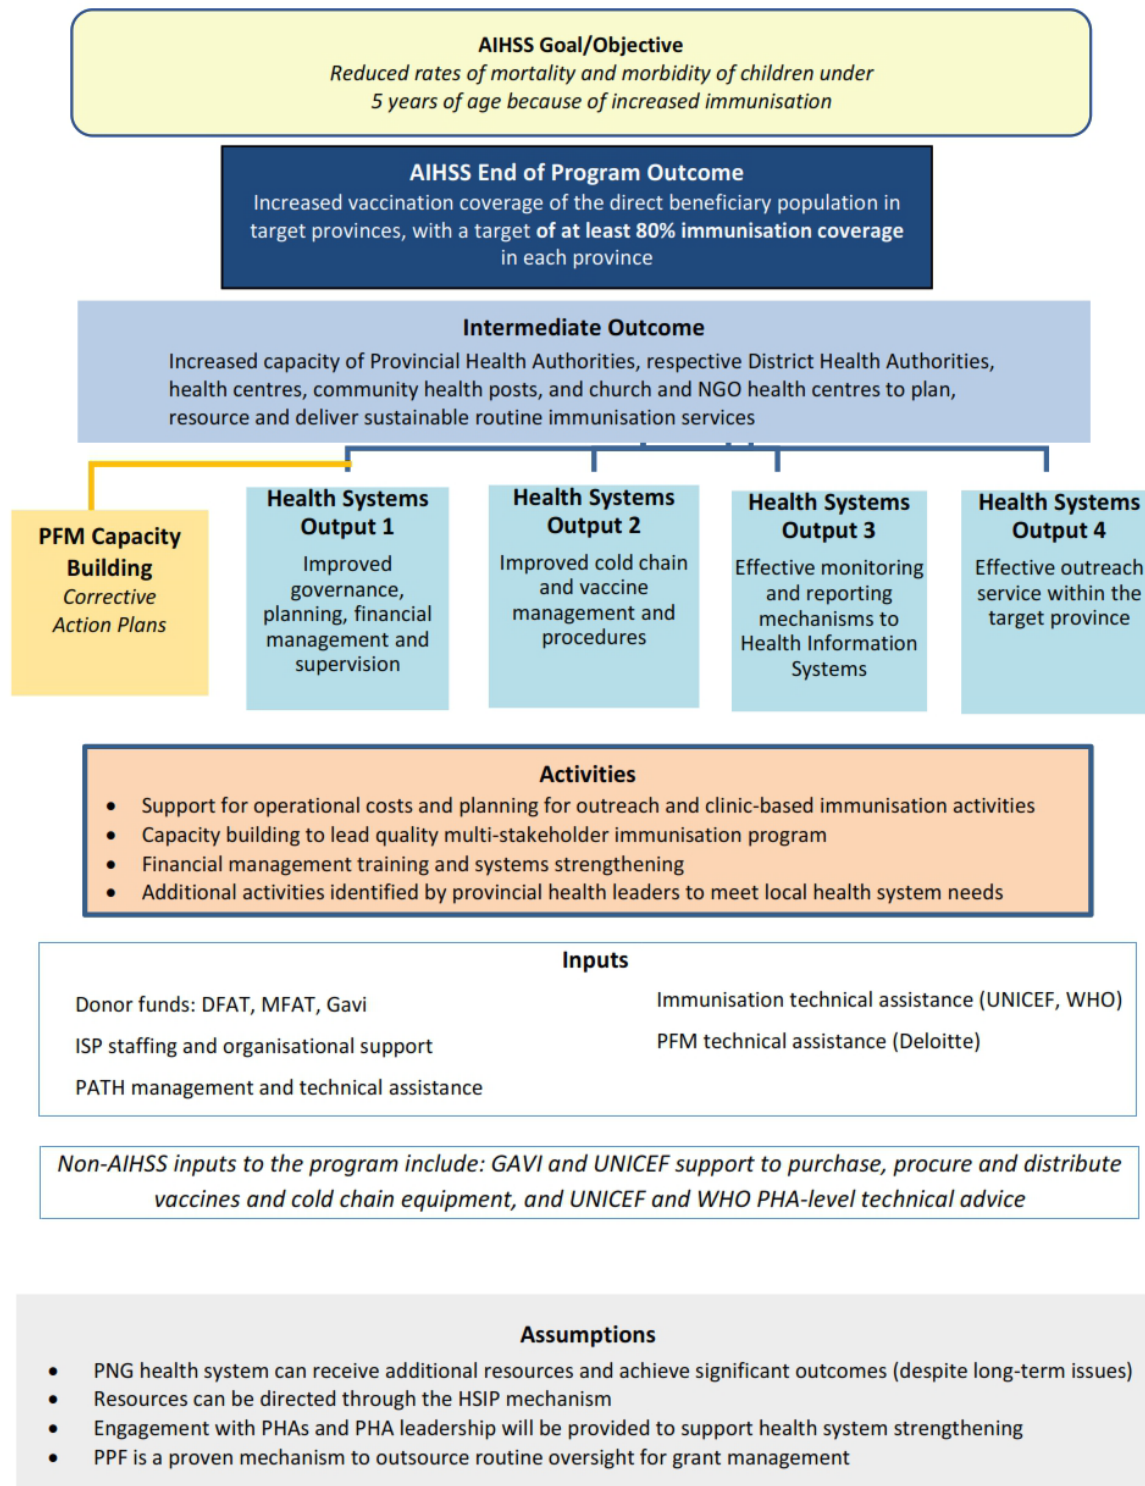 AIHSS Goal/Objective
Reduced rates of mortality and morbidity of children under
5 years of age because of increased immunisation
AIHSS End of Program Outcome
Increased vaccination coverage of the direct beneficiary population in
target provinces, with a target of at least 80% immunisation coverage
in each province
Intermediate Outcome
Increased capacity of Provincial Health Authorities, respective District Health Authorities,
health centres, community health posts, and church and NGO health centres to plan,
resource and deliver sustainable routine immunisation services
PFM Capacity
Building
Corrective
Action Plans
Health Systems
Output 1
Improved
governance,
planning, financial
management and
supervision
Health Systems
Output 2
Improved cold chain
and vaccine
management and
procedures
Health Systems
Output 3
Effective monitoring
and reporting
mechanisms to
Health Information
Systems
Health Systems
Output 4
Effective outreach
service within the
target province
Activities
• Support for operational costs and planning for outreach and clinic-based immunisation activities
• Capacity building to lead quality multi-stakeholder immunisation program
• Financial management training and systems strengthening
• Additional activities identified by provincial health leaders to meet local health system needs
Inputs
Donor funds: DFAT, MFAT, Gavi
ISP staffing and organisational support
PATH management and technical assistance
Immunisation technical assistance (UNICEF, WHO)
PFM technical assistance (Deloitte)
Non-AIHSS inputs to the program include: GAVI and UNICEF support to purchase, procure and distribute
vaccines and cold chain equipment, and UNICEF and WHO PHA-level technical advice
Assumptions
• PNG health system can receive additional resources and achieve significant outcomes (despite long-term issues)
• Resources can be directed through the HSIP mechanism
• Engagement with PHAs and PHA leadership will be provided to support health system strengthening
• PPF is a proven mechanism to outsource routine oversight for grant management